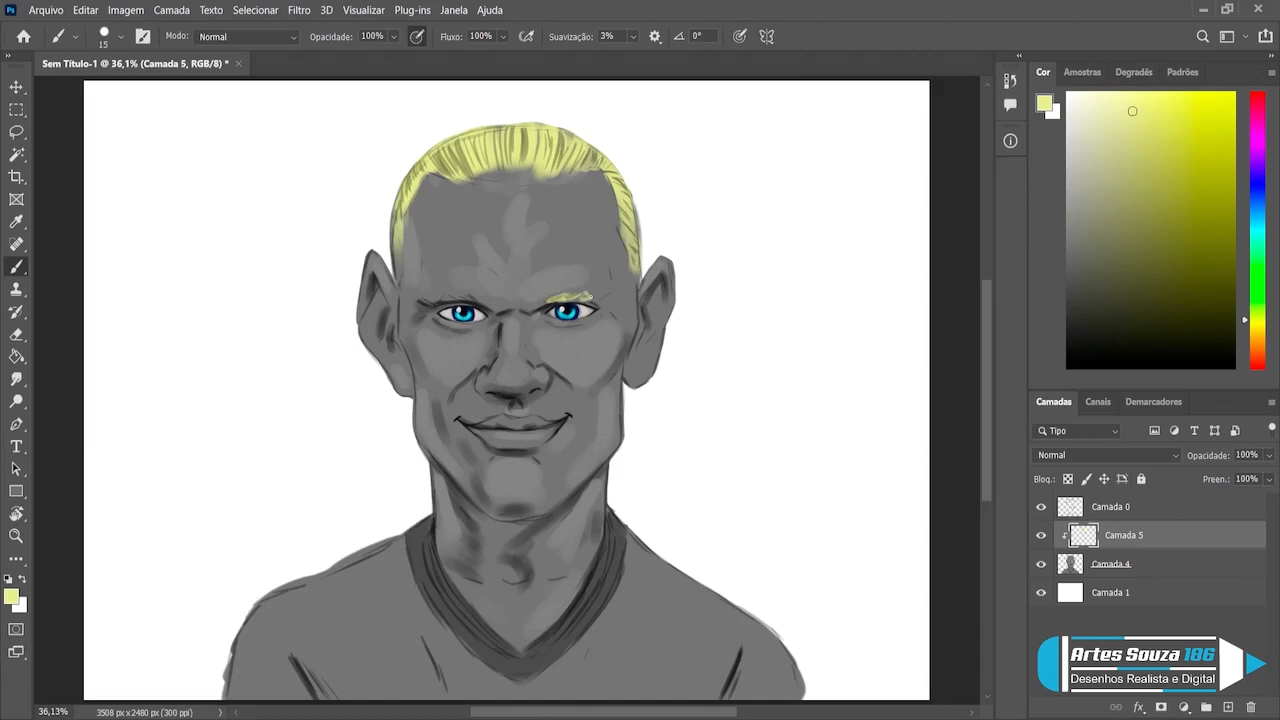 Ps Arquivo Editar Imagem Camada Texto Selecionar Filtro 3D Visualizar Plug-ins Janela Ajuda
15 Modo: Normal Opacidade: 100% Fluxo: 100% Suavização: 3% 0°
Sem Título-1 @ 36,1% (Camada 5, RGB/8) *
Cor Amostras Degradês Padrões
Camadas Canais Demarcadores
Tipo
Normal Opacidade: 100%
Bloq.: Preen.: 100%
Camada 0
Camada 5
Camada 4
Camada 1
Artes Souza 186
Desenhos Realista e Digital
36,13% 3508 px x 2480 px (300 ppi)
fx